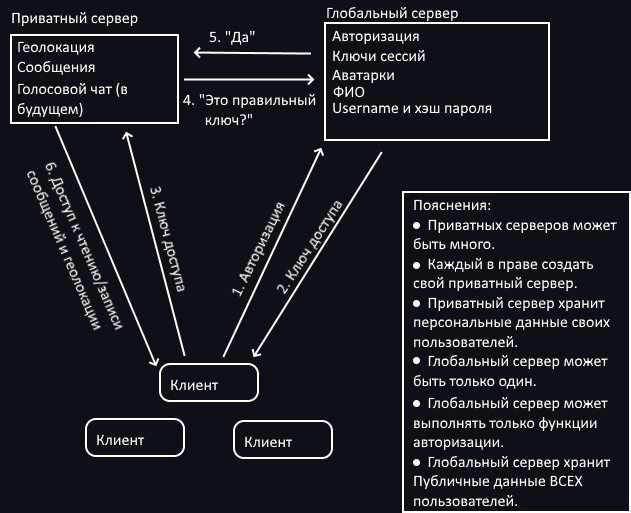 Приватный сервер
Геолокация
Сообщения
Голосовой чат (в
будущем)
5. "Да"
4. "Это правильный
ключ?"
Глобальный сервер
Авторизация
Ключи сессий
Аватарки
ФИО
Username и хэш пароля
6. Доступ к чтению/записи
сообщений и геолокации
3. Ключ доступа
1. Авторизация
2. Ключ доступа
Клиент
Клиент
Клиент
Пояснения:
● Приватных серверов может
быть много.
● Каждый в праве создать
свой приватный сервер.
● Приватный сервер хранит
персональные данные своих
пользователей.
● Глобальный сервер может
быть только один.
● Глобальный сервер может
выполнять только функции
авторизации.
● Глобальный сервер хранит
Публичные данные ВСЕХ
пользователей.